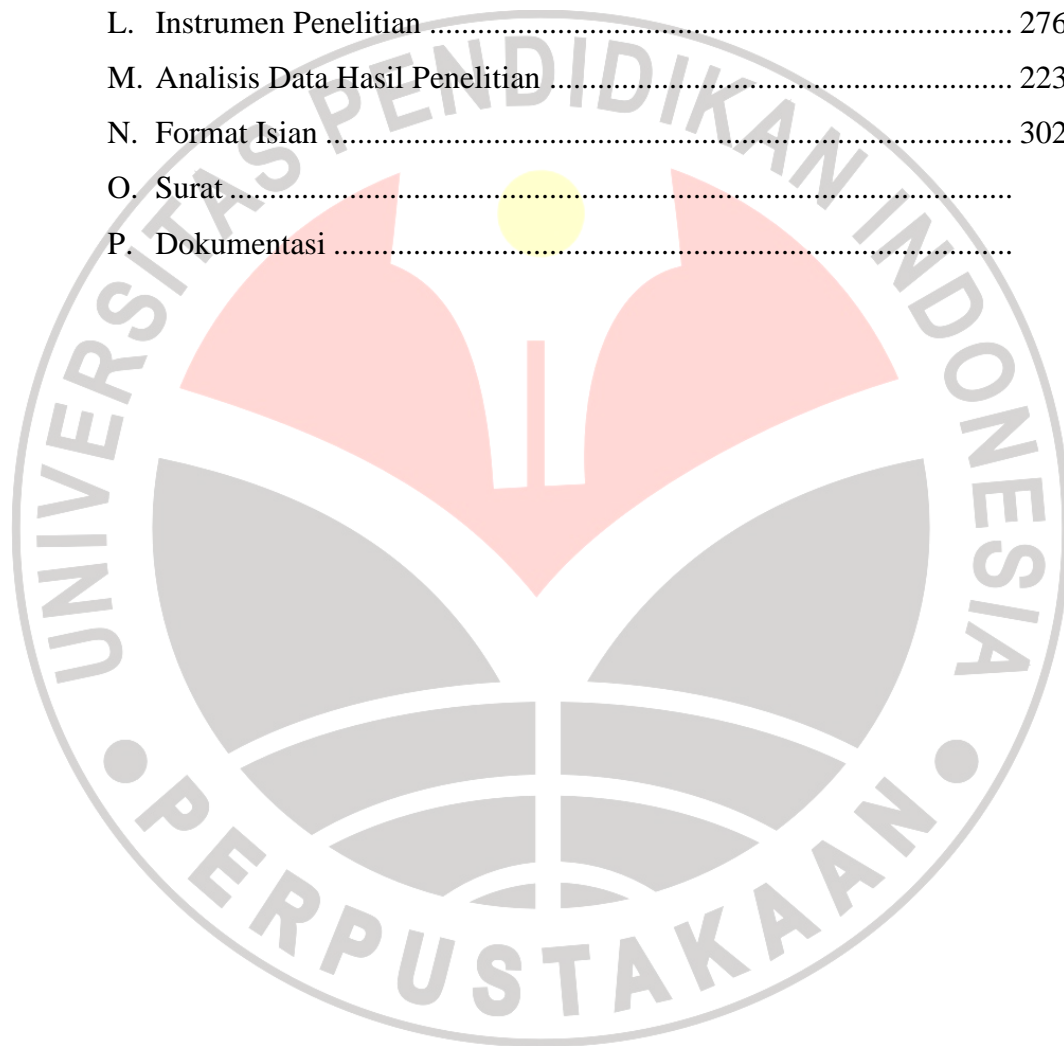 L. Instrumen Penelitian ........................................................................ 276
M. Analisis Data Hasil Penelitian ......................................................... 223
N. Format Isian ..................................................................................... 302
O. Surat .................................................................................................
P. Dokumentasi ....................................................................................
UNIVERSITAS PENDIDIKAN INDONESIA
PERPUSTAKAAN